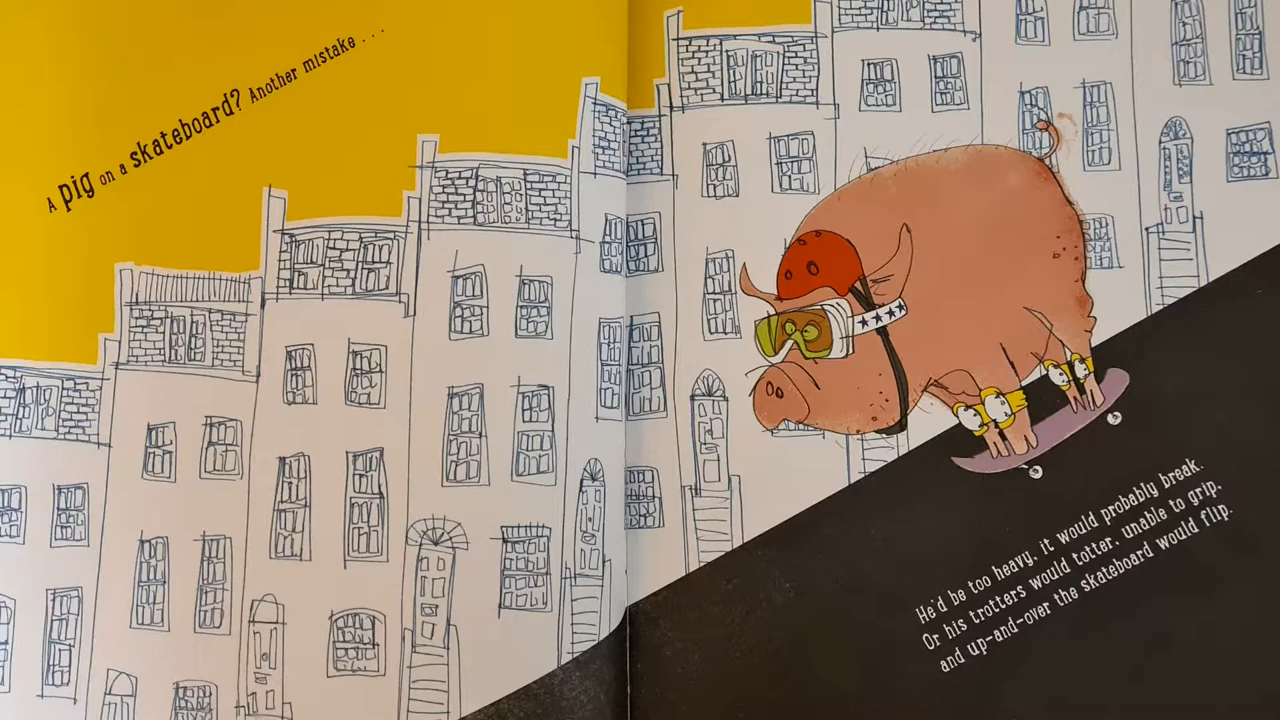 A pig on a skateboard? Another mistake . . .
He'd be too heavy, it would probably break.
Or his trotters would totter, unable to grip,
and up-and-over the skateboard would flip.